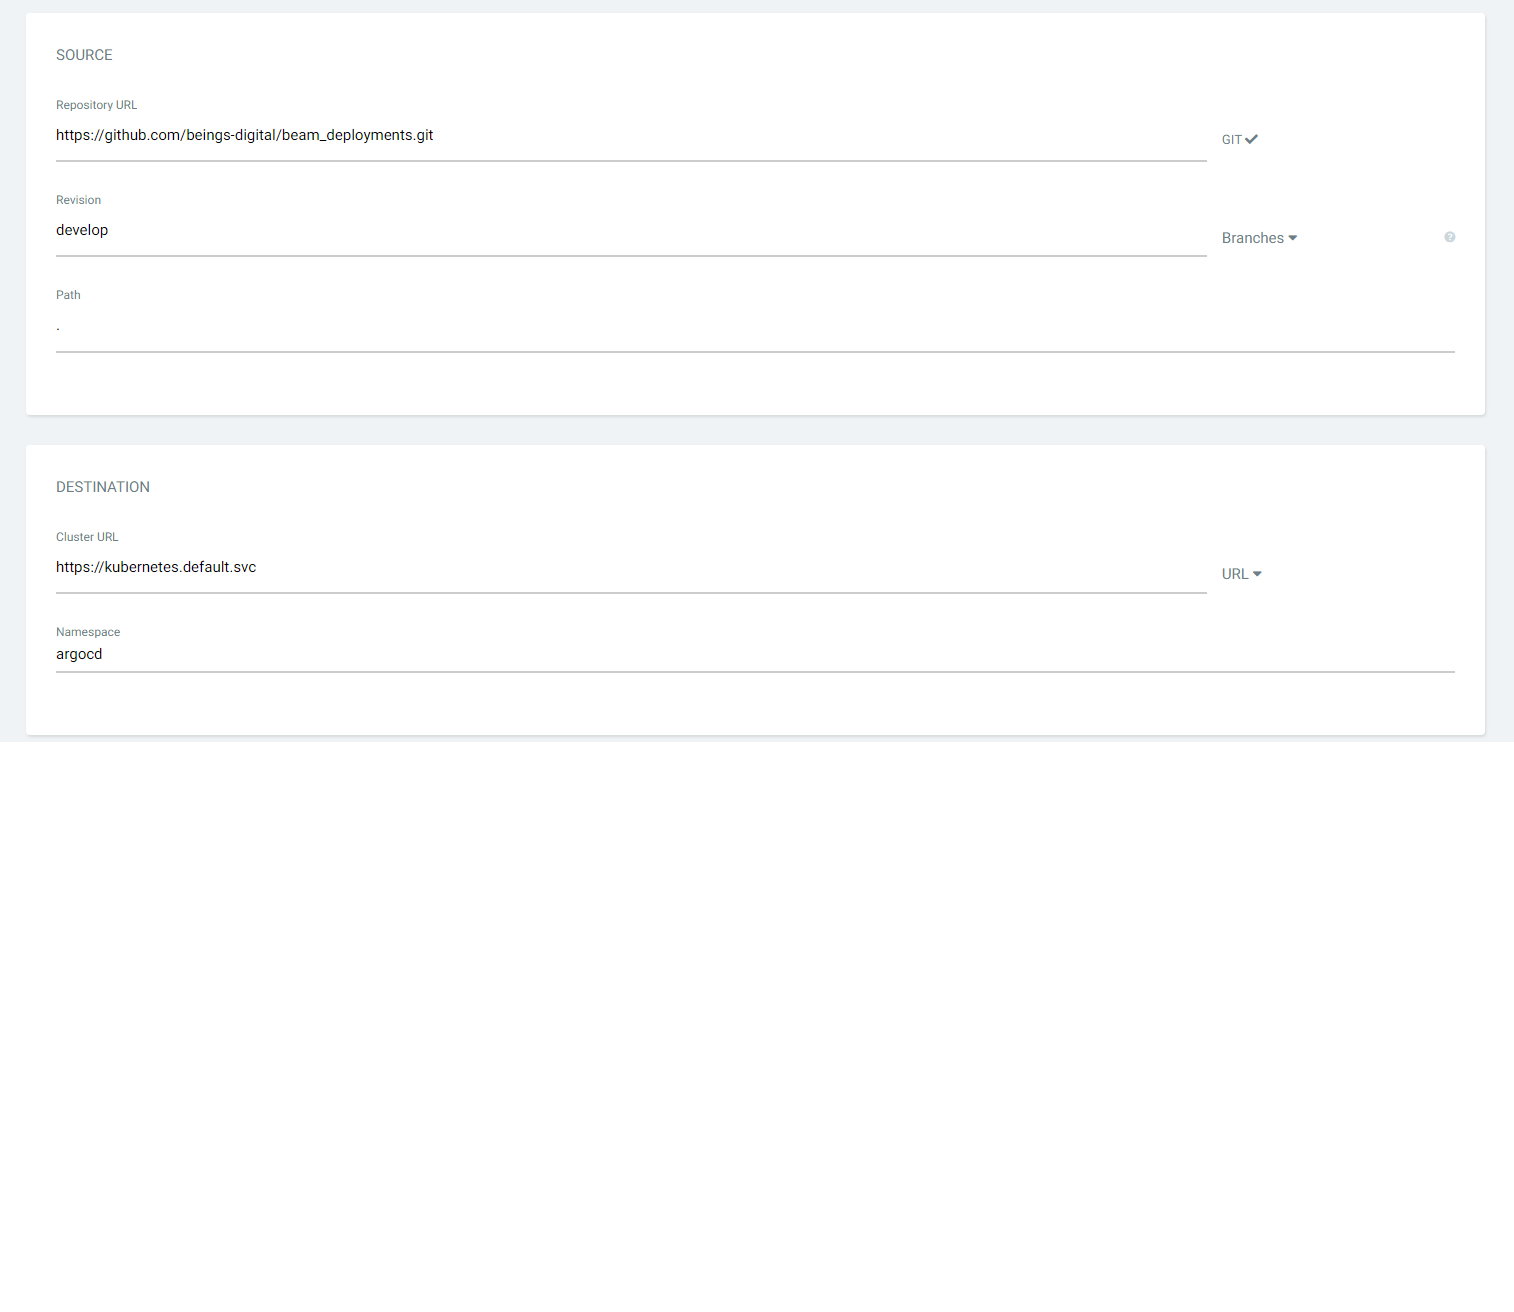 SOURCE
Repository URL
https://github.com/beings-digital/beam_deployments.git
GIT
Revision
develop
Branches
?
Path
.
DESTINATION
Cluster URL
https://kubernetes.default.svc
URL
Namespace
argocd